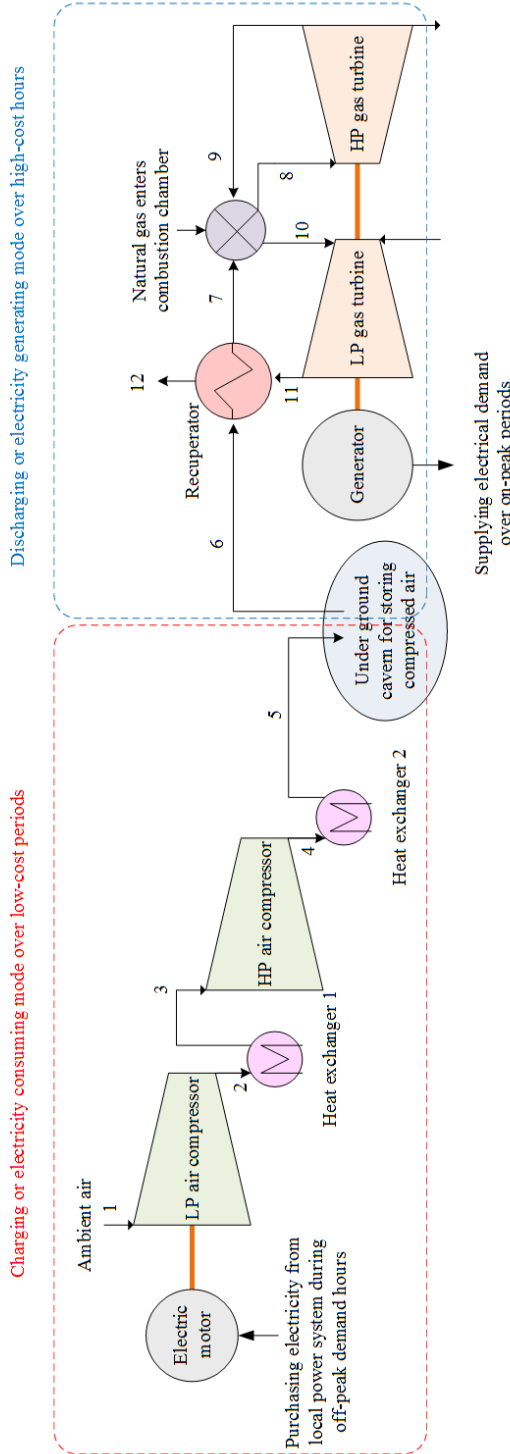 Charging or electricity consuming mode over low-cost periods
Discharging or electricity generating mode over high-cost hours
Ambient air
1
Electric
motor
LP air compressor
2
3
Heat exchanger 1
HP air compressor
4
5
Heat exchanger 2
Purchasing electricity from
local power system during
off-peak demand hours
Under ground
cavern for storing
compressed air
6
Recuperator
12
11
7
Natural gas enters
combustion chamber
9
8
10
Generator
LP gas turbine
HP gas turbine
Supplying electrical demand
over on-peak periods